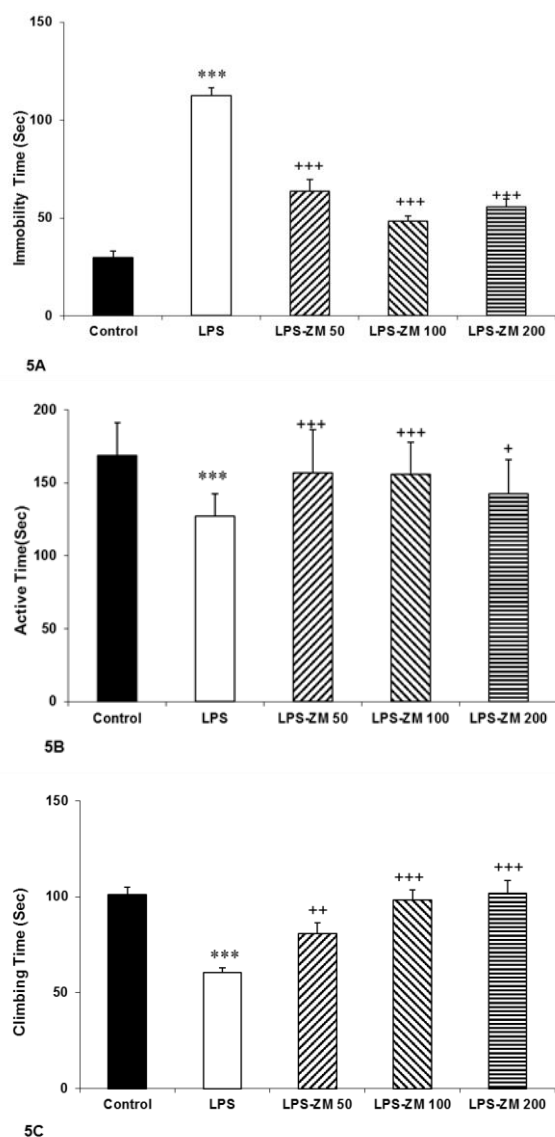 150
***
100
+++
+++
+++
50
0
Immobility Time (Sec)
Control LPS LPS-ZM 50 LPS-ZM 100 LPS-ZM 200
5A
200
+++
+++
+
***
150
100
50
0
Active Time(Sec)
Control LPS LPS-ZM 50 LPS-ZM 100 LPS-ZM 200
5B
150
+++
+++
++
***
100
50
0
Climbing Time (Sec)
Control LPS LPS-ZM 50 LPS-ZM 100 LPS-ZM 200
5C